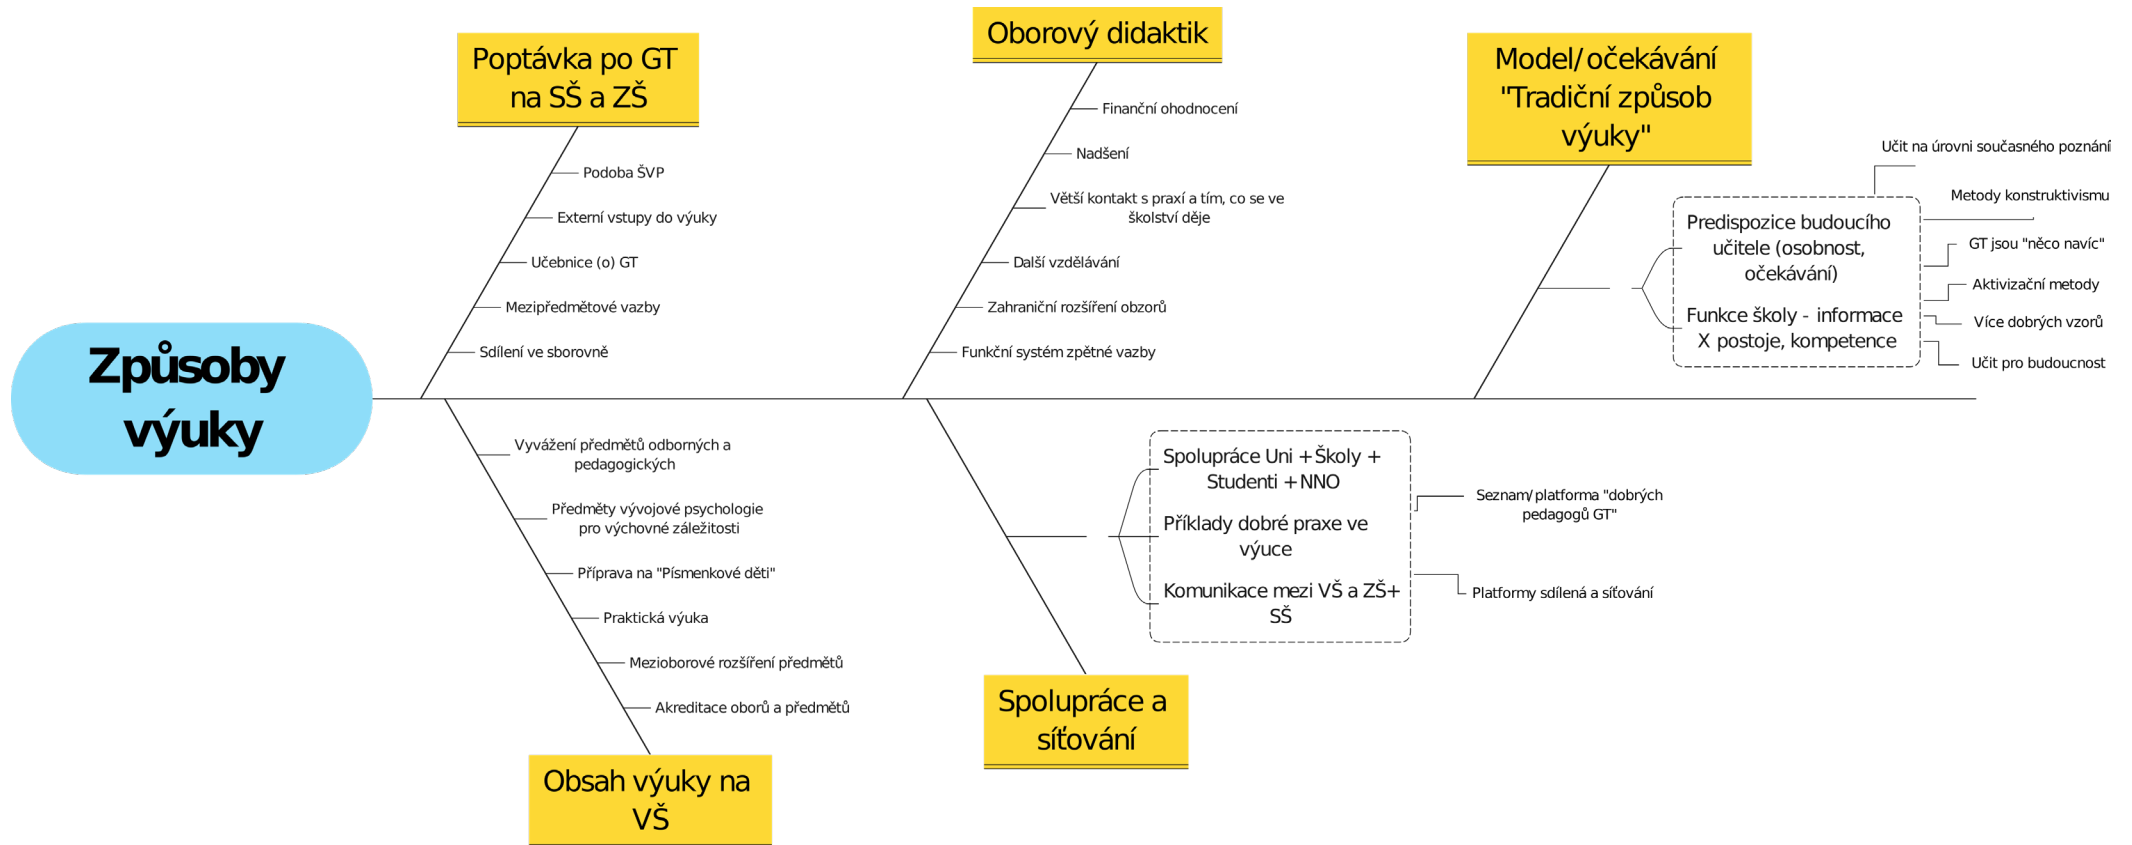 Způsoby
výuky
Poptávka po GT
na SŠ a ZŠ
Podoba ŠVP
Externí vstupy do výuky
Učebnice (o) GT
Mezipředmětové vazby
Sdílení ve sborovně
Oborový didaktik
Finanční ohodnocení
Nadšení
Větší kontakt s praxí a tím, co se ve
školství děje
Další vzdělávání
Zahraniční rozšíření obzorů
Funkční systém zpětné vazby
Model/očekávání
"Tradiční způsob
výuky"
Predispozice budoucího
učitele (osobnost,
očekávání)
Funkce školy - informace
X postoje, kompetence
Učit na úrovni současného poznání
Metody konstruktivismu
GT jsou "něco navíc"
Aktivizační metody
Více dobrých vzorů
Učit pro budoucnost
Vyvážení předmětů odborných a
pedagogických
Předměty vývojové psychologie
pro výchovné záležitosti
Příprava na "Písmenkové děti"
Praktická výuka
Mezioborové rozšíření předmětů
Akreditace oborů a předmětů
Obsah výuky na
VŠ
Spolupráce Uni + Školy +
Studenti + NNO
Příklady dobré praxe ve
výuce
Komunikace mezi VŠ a ZŠ+
SŠ
Seznam/platforma "dobrých
pedagogů GT"
Platformy sdílená a síťování
Spolupráce a
síťování